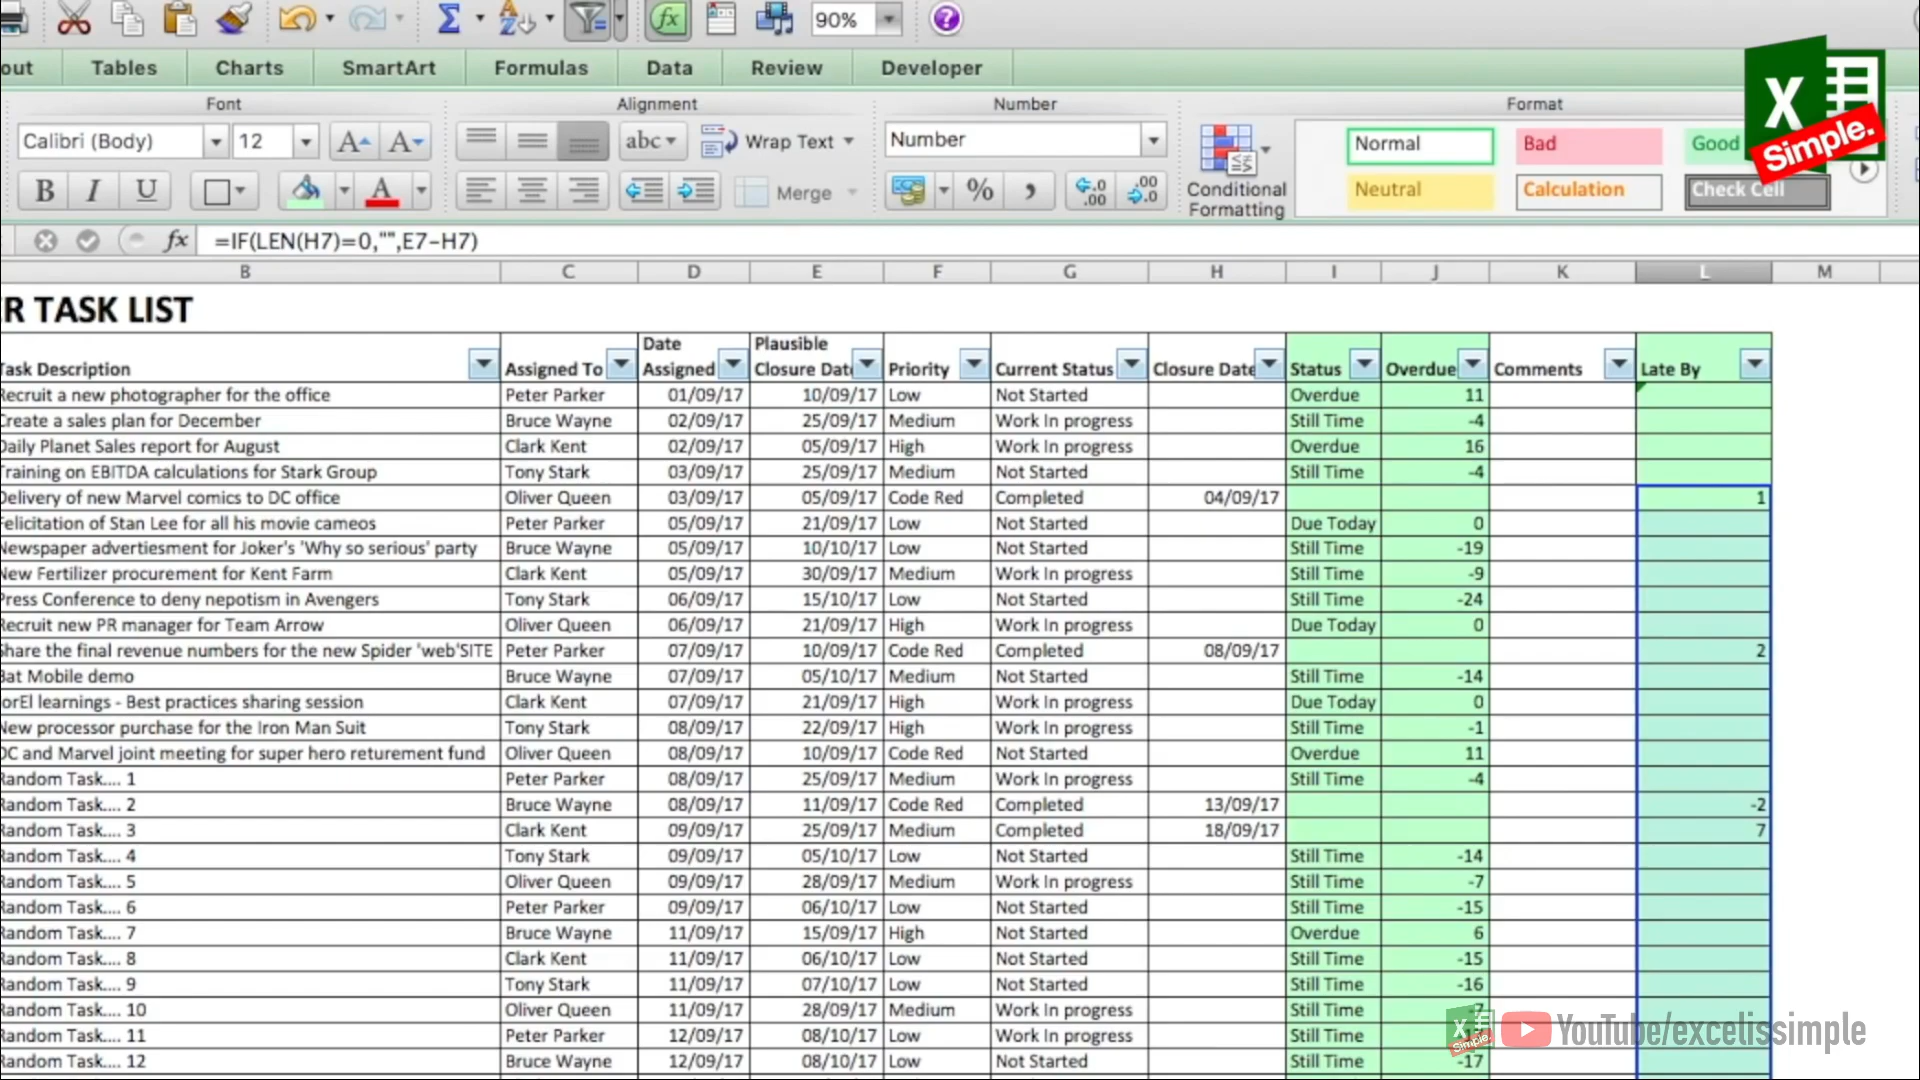 90%
out Tables Charts SmartArt Formulas Data Review Developer
Font Alignment Number Format
Calibri (Body) 12 A A abc Wrap Text Number Normal Bad Good
B I U A Merge % , .0 .00 .00 .0 Conditional Formatting Neutral Calculation Check Cell
X Simple.
fx =IF(LEN(H7)=0,"",E7-H7)
B C D E F G H I J K L M
R TASK LIST
Task Description Assigned To Date Assigned Plausible Closure Date Priority Current Status Closure Date Status Overdue Comments Late By
Recruit a new photographer for the office Peter Parker 01/09/17 10/09/17 Low Not Started Overdue 11
Create a sales plan for December Bruce Wayne 02/09/17 25/09/17 Medium Work In progress Still Time -4
Daily Planet Sales report for August Clark Kent 02/09/17 05/09/17 High Work In progress Overdue 16
Training on EBITDA calculations for Stark Group Tony Stark 03/09/17 25/09/17 Medium Not Started Still Time -4
Delivery of new Marvel comics to DC office Oliver Queen 03/09/17 05/09/17 Code Red Completed 04/09/17 1
Felicitation of Stan Lee for all his movie cameos Peter Parker 05/09/17 21/09/17 Low Not Started Due Today 0
Newspaper advertiesment for Joker's 'Why so serious' party Bruce Wayne 05/09/17 10/10/17 Low Not Started Still Time -19
New Fertilizer procurement for Kent Farm Clark Kent 05/09/17 30/09/17 Medium Work In progress Still Time -9
Press Conference to deny nepotism in Avengers Tony Stark 06/09/17 15/10/17 Low Not Started Still Time -24
Recruit new PR manager for Team Arrow Oliver Queen 06/09/17 21/09/17 High Work In progress Due Today 0
Share the final revenue numbers for the new Spider 'web'SITE Peter Parker 07/09/17 10/09/17 Code Red Completed 08/09/17 2
Bat Mobile demo Bruce Wayne 07/09/17 05/10/17 Medium Not Started Still Time -14
orEl learnings - Best practices sharing session Clark Kent 07/09/17 21/09/17 High Work In progress Due Today 0
New processor purchase for the Iron Man Suit Tony Stark 08/09/17 22/09/17 High Work In progress Still Time -1
DC and Marvel joint meeting for super hero returement fund Oliver Queen 08/09/17 10/09/17 Code Red Not Started Overdue 11
Random Task.... 1 Peter Parker 08/09/17 25/09/17 Medium Work In progress Still Time -4
Random Task.... 2 Bruce Wayne 08/09/17 11/09/17 Code Red Completed 13/09/17 -2
Random Task.... 3 Clark Kent 09/09/17 25/09/17 Medium Completed 18/09/17 7
Random Task.... 4 Tony Stark 09/09/17 05/10/17 Low Not Started Still Time -14
Random Task.... 5 Oliver Queen 09/09/17 28/09/17 Medium Work In progress Still Time -7
Random Task.... 6 Peter Parker 09/09/17 06/10/17 Low Not Started Still Time -15
Random Task.... 7 Bruce Wayne 11/09/17 15/09/17 High Not Started Overdue 6
Random Task.... 8 Clark Kent 11/09/17 06/10/17 Low Not Started Still Time -15
Random Task.... 9 Tony Stark 11/09/17 07/10/17 Low Not Started Still Time -16
Random Task.... 10 Oliver Queen 11/09/17 28/09/17 Medium Work In progress Still Time
Random Task.... 11 Peter Parker 12/09/17 08/10/17 Low Work In progress Still Time
Random Task.... 12 Bruce Wayne 12/09/17 08/10/17 Low Not Started Still Time -17
X Simple. YouTube/excelissimple